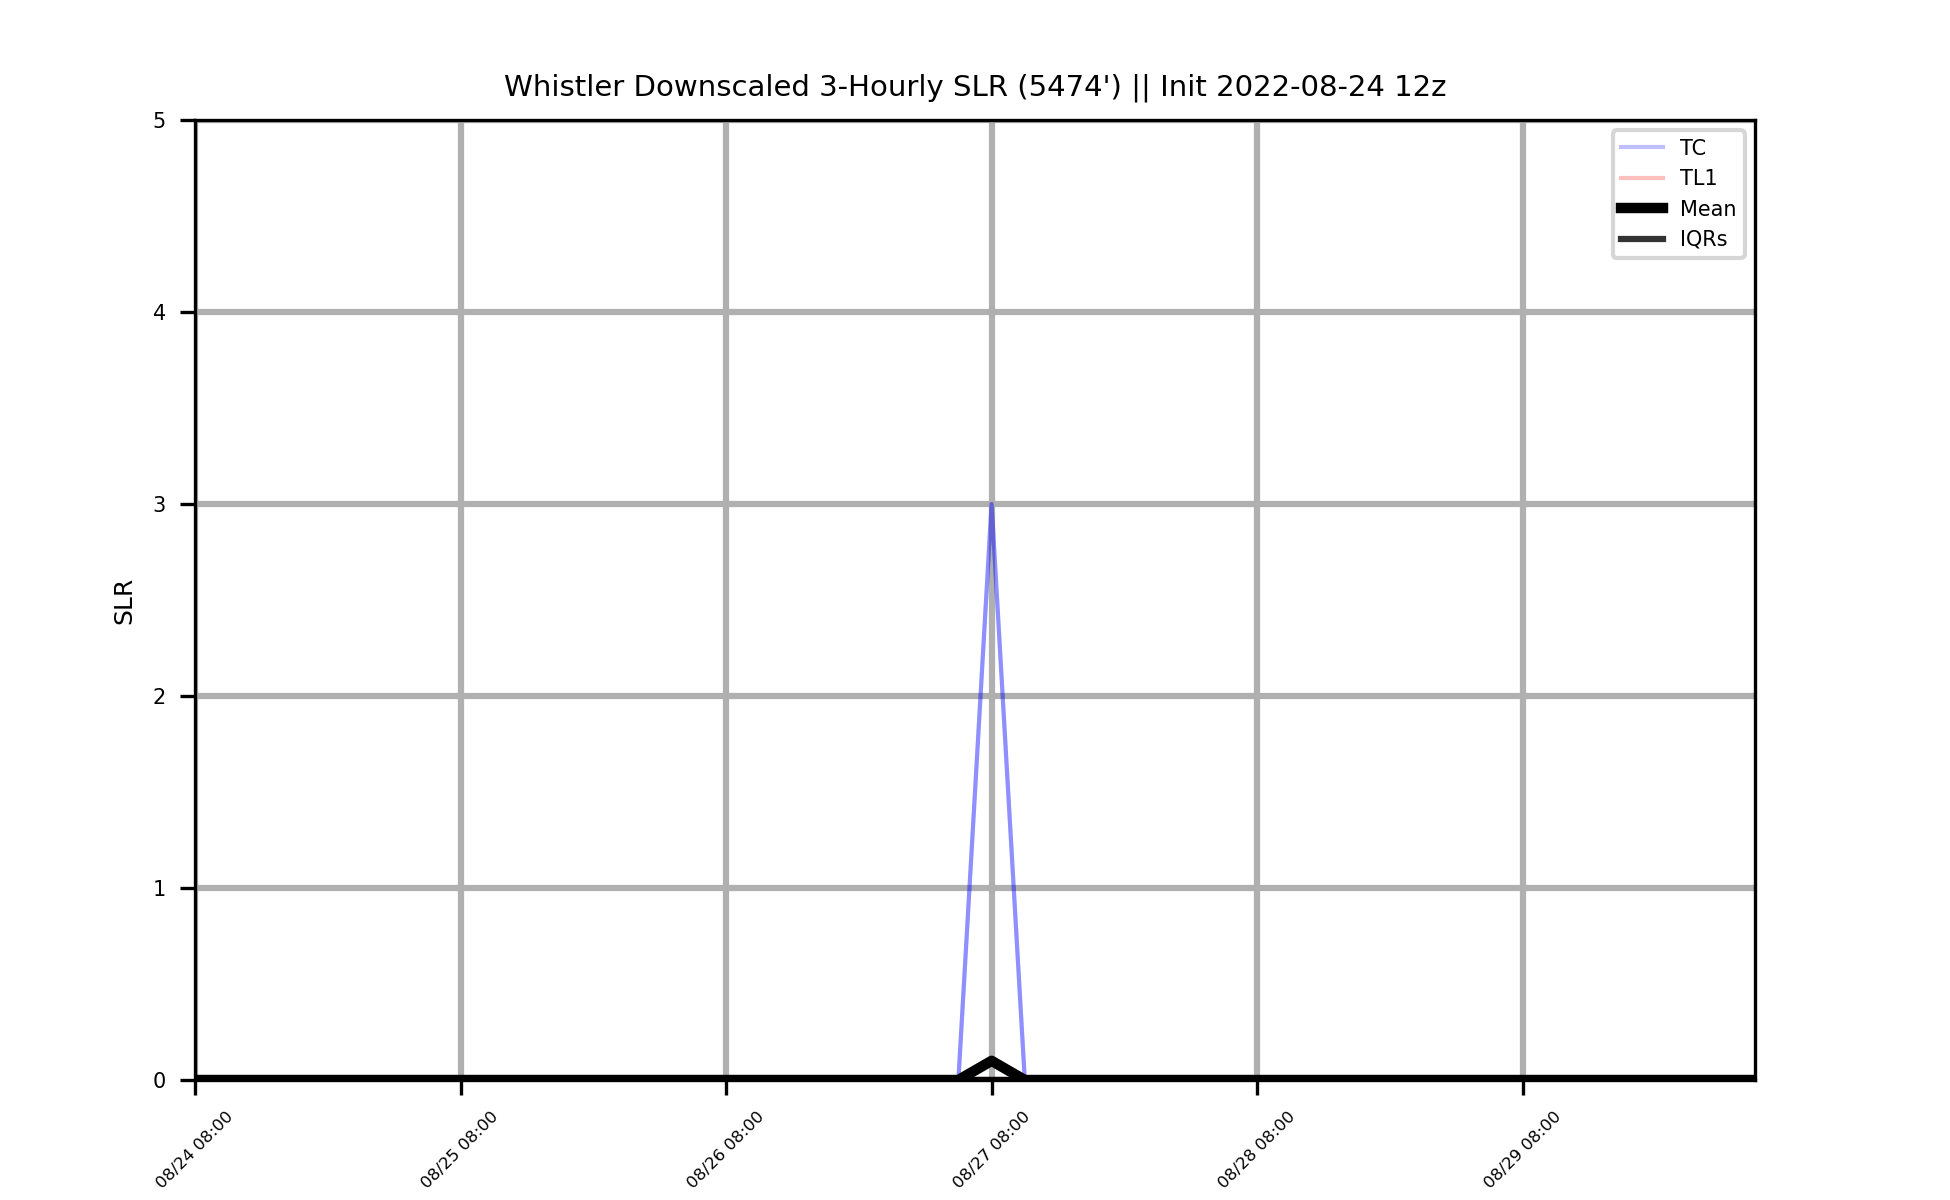 Whistler Downscaled 3-Hourly SLR (5474') || Init 2022-08-24 12z
5
4
3
2
1
0
SLR
TC
TL1
Mean
IQRs
08/24 08:00
08/25 08:00
08/26 08:00
08/27 08:00
08/28 08:00
08/29 08:00